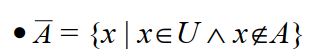 • A̅ = {x | x∈U ∧ x∉A}